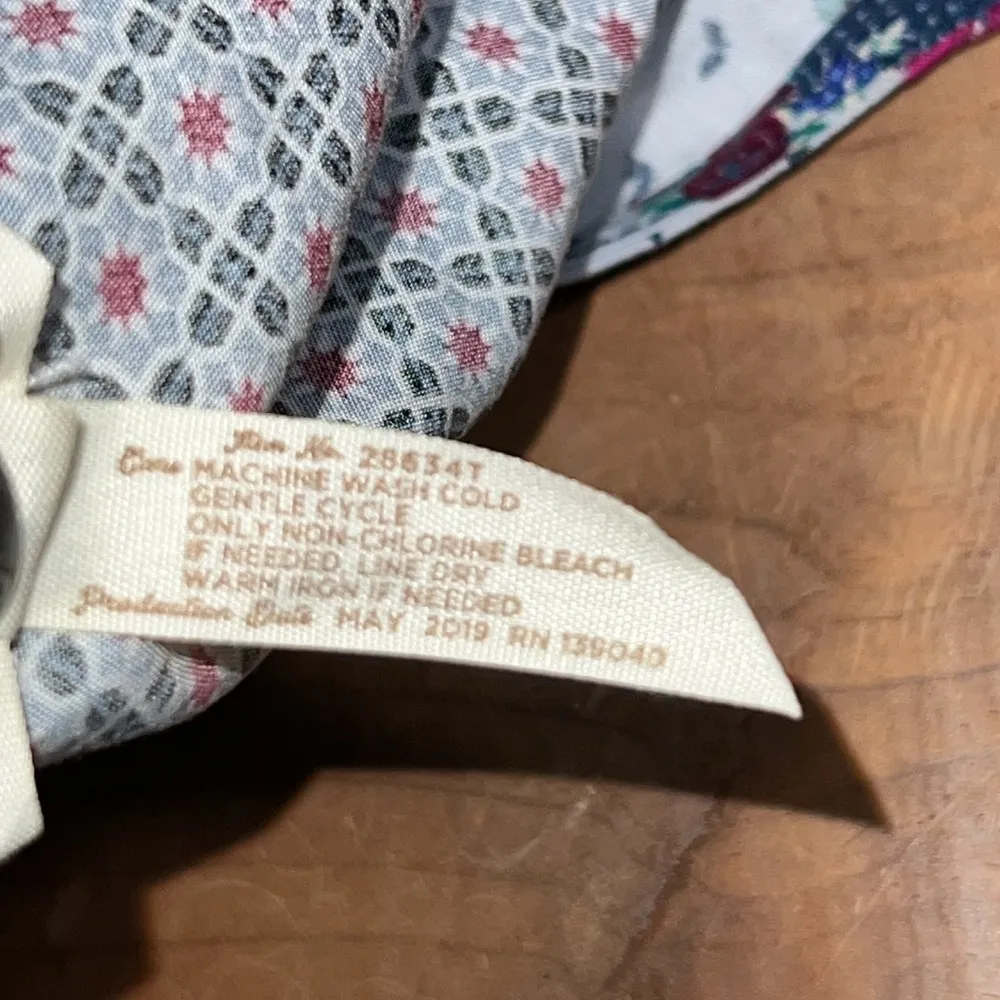 Item No. 28634T
Care MACHINE WASH COLD
GENTLE CYCLE
ONLY NON-CHLORINE BLEACH
IF NEEDED, LINE DRY
WARM IRON IF NEEDED
Production Date MAY 2019 RN 139040